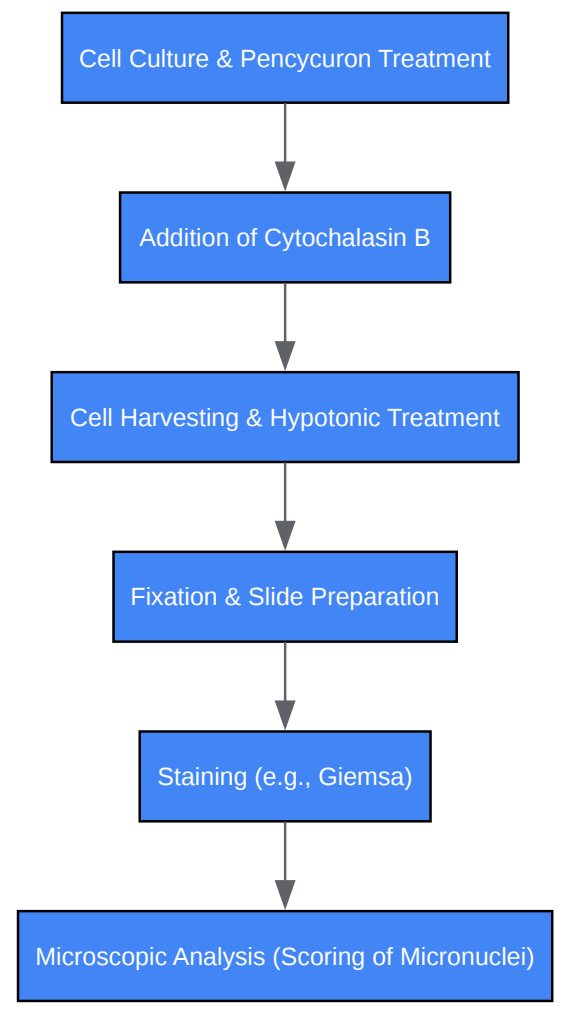 Cell Culture & Pencycuron Treatment
Addition of Cytochalasin B
Cell Harvesting & Hypotonic Treatment
Fixation & Slide Preparation
Staining (e.g., Giemsa)
Microscopic Analysis (Scoring of Micronuclei)